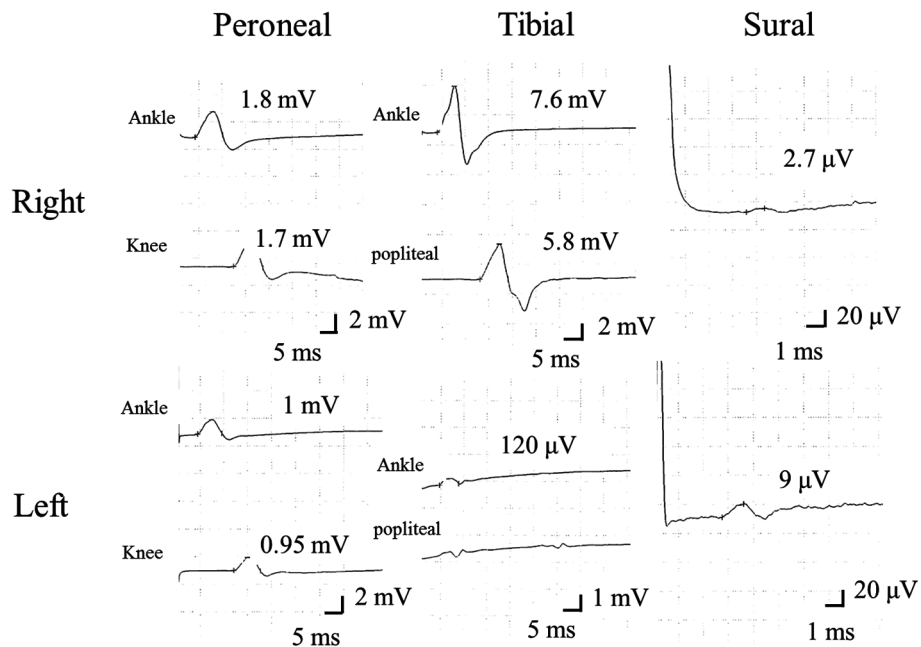 Peroneal Tibial Sural
Right
Ankle 1.8 mV
Ankle 7.6 mV
2.7 μV
Knee 1.7 mV
popliteal 5.8 mV
2 mV
5 ms
2 mV
5 ms
20 μV
1 ms
Left
Ankle 1 mV
Ankle 120 μV
9 μV
Knee 0.95 mV
popliteal
2 mV
5 ms
1 mV
5 ms
20 μV
1 ms